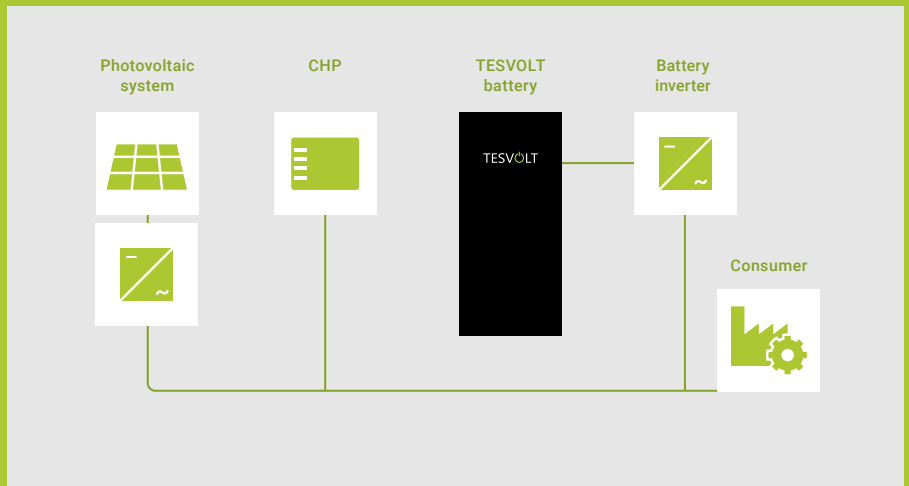 Photovoltaic
system
CHP
TESVOLT
battery
Battery
inverter
TESVOLT
Consumer